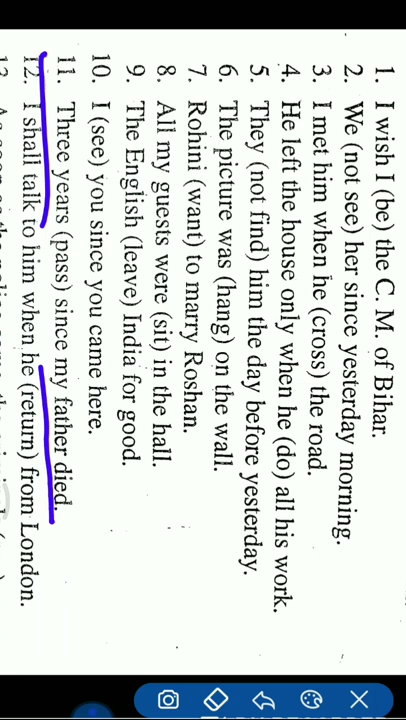 1. I wish I (be) the C. M. of Bihar.
2. We (not see) her since yesterday morning.
3. I met him when he (cross) the road.
4. He left the house only when he (do) all his work.
5. They (not find) him the day before yesterday.
6. The picture was (hang) on the wall.
7. Rohini (want) to marry Roshan.
8. All my guests were (sit) in the hall.
9. The English (leave) India for good.
10. I (see) you since you came here.
11. Three years (pass) since my father died.
12. I shall talk to him when he (return) from London.